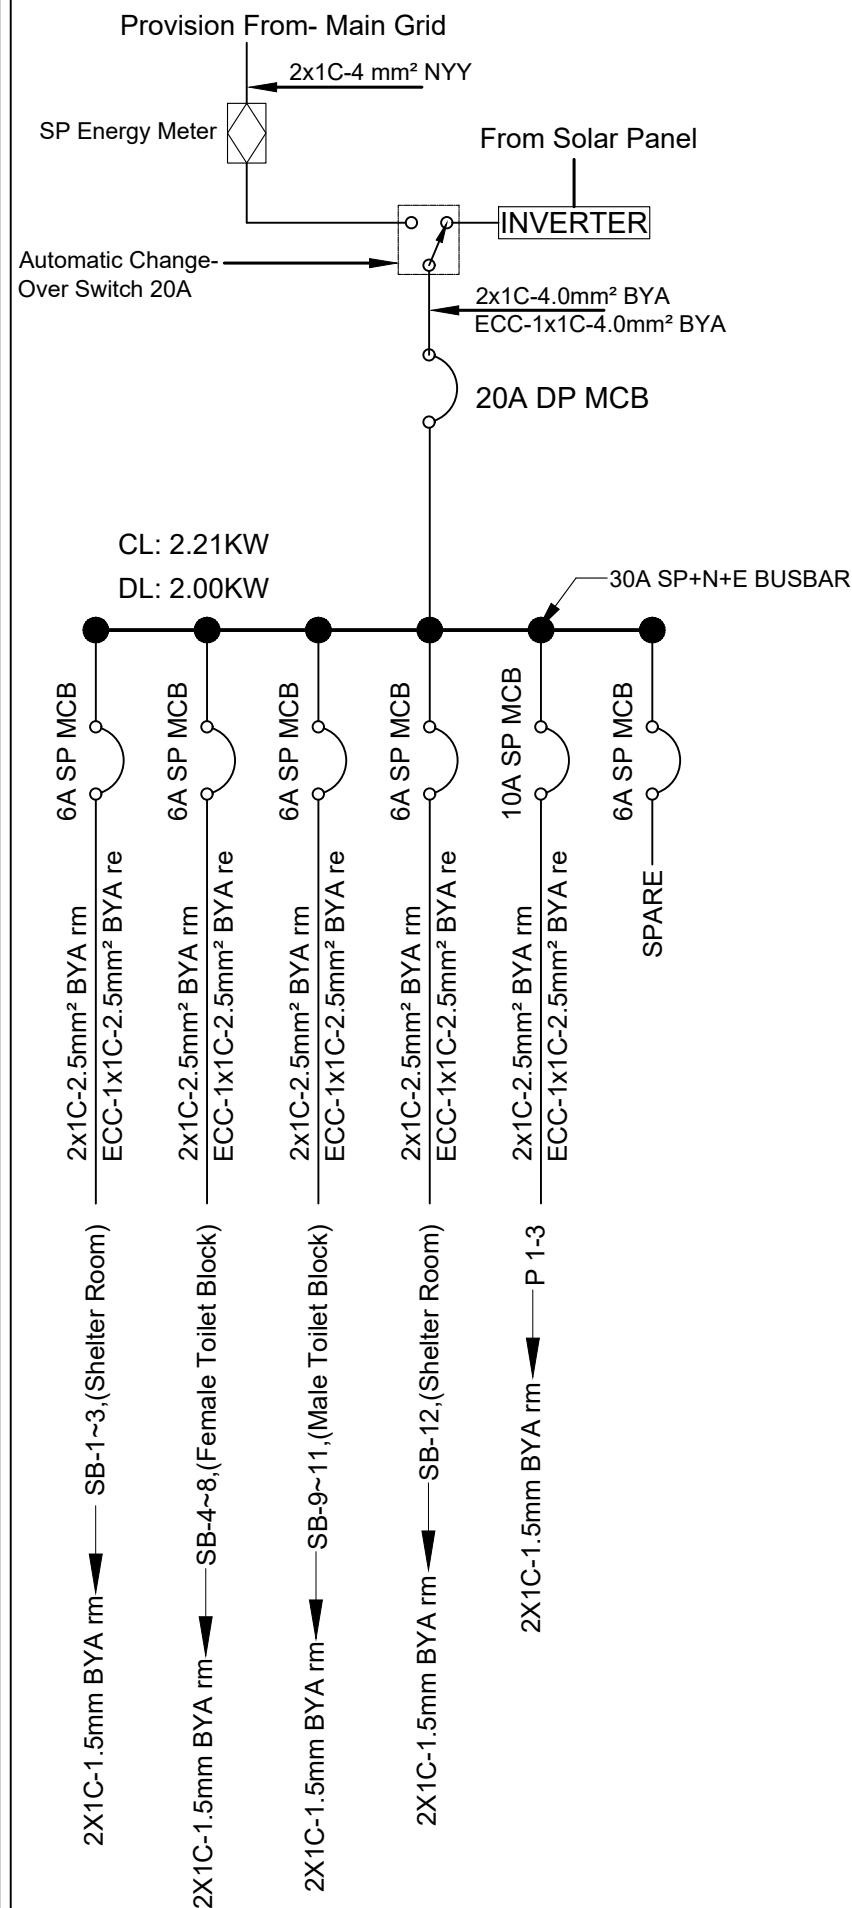 Provision From- Main Grid
2x1C-4 mm² NYY
SP Energy Meter
From Solar Panel
INVERTER
Automatic Change-
Over Switch 20A
2x1C-4.0mm² BYA
ECC-1x1C-4.0mm² BYA
20A DP MCB
CL: 2.21KW
DL: 2.00KW
30A SP+N+E BUSBAR
6A SP MCB
6A SP MCB
6A SP MCB
6A SP MCB
10A SP MCB
6A SP MCB
2x1C-2.5mm² BYA rm
ECC-1x1C-2.5mm² BYA re
2x1C-2.5mm² BYA rm
ECC-1x1C-2.5mm² BYA re
2x1C-2.5mm² BYA rm
ECC-1x1C-2.5mm² BYA re
2x1C-2.5mm² BYA rm
ECC-1x1C-2.5mm² BYA re
2x1C-2.5mm² BYA rm
ECC-1x1C-2.5mm² BYA re
SPARE
SB-1~3,(Shelter Room)
SB-4~8,(Female Toilet Block)
SB-9~11,(Male Toilet Block)
SB-12,(Shelter Room)
P 1-3
2X1C-1.5mm BYA rm
2X1C-1.5mm BYA rm
2X1C-1.5mm BYA rm
2X1C-1.5mm BYA rm
2X1C-1.5mm BYA rm